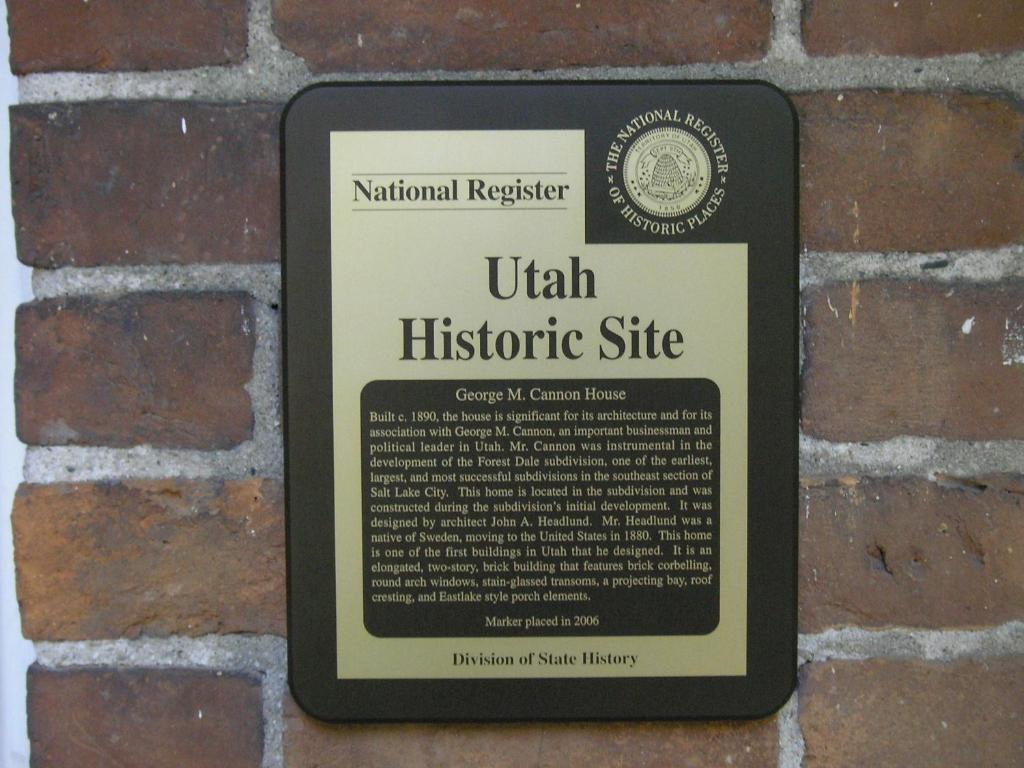 National Register
THE NATIONAL REGISTER
OF HISTORIC PLACES
TERRITORY OF UTAH
1850
Utah
Historic Site
George M. Cannon House
Built c. 1890, the house is significant for its architecture and for its
association with George M. Cannon, an important businessman and
political leader in Utah. Mr. Cannon was instrumental in the
development of the Forest Dale subdivision, one of the earliest,
largest, and most successful subdivisions in the southeast section of
Salt Lake City. This home is located in the subdivision and was
constructed during the subdivision's initial development. It was
designed by architect John A. Headlund. Mr. Headlund was a
native of Sweden, moving to the United States in 1880. This home
is one of the first buildings in Utah that he designed. It is an
elongated, two-story, brick building that features brick corbelling,
round arch windows, stain-glassed transoms, a projecting bay, roof
cresting, and Eastlake style porch elements.
Marker placed in 2006
Division of State History